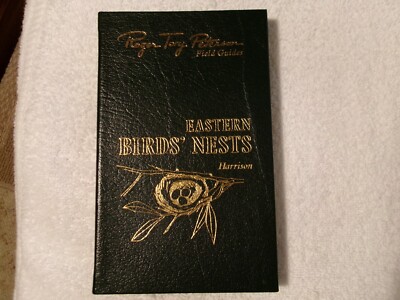 Roger Tory Peterson
Field Guides
EASTERN
BIRDS' NESTS
Harrison